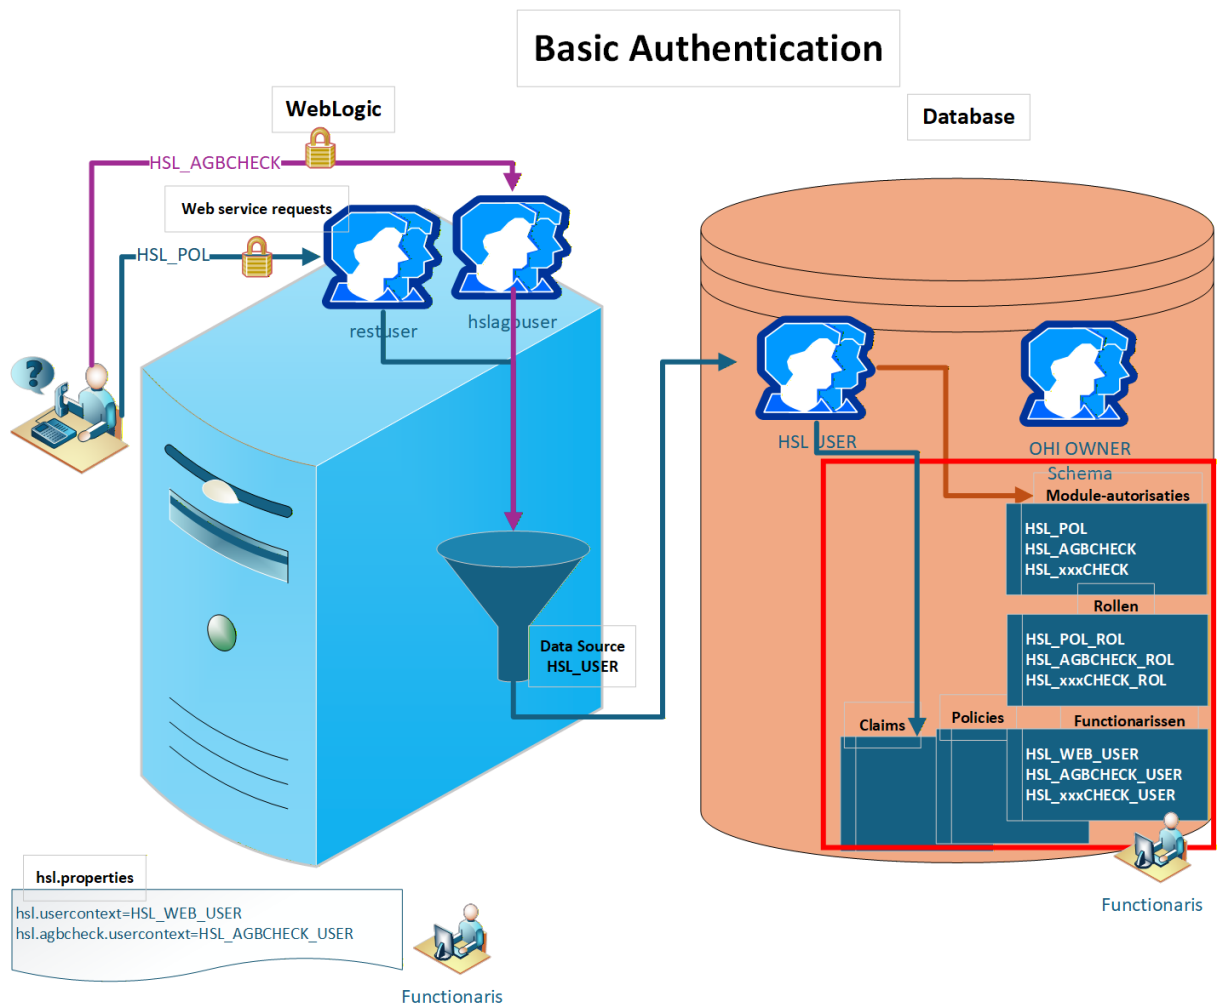 Basic Authentication
WebLogic
Database
HSL_AGBCHECK
Web service requests
HSL_POL
restuser
hslagbuser
?
HSL USER
OHI OWNER
Schema
Module-autorisaties
HSL_POL
HSL_AGBCHECK
HSL_xxxCHECK
Rollen
HSL_POL_ROL
HSL_AGBCHECK_ROL
HSL_xxxCHECK_ROL
Data Source
HSL_USER
Claims
Policies
Functionarissen
HSL_WEB_USER
HSL_AGBCHECK_USER
HSL_xxxCHECK_USER
Functionaris
hsl.properties
hsl.usercontext=HSL_WEB_USER
hsl.agbcheck.usercontext=HSL_AGBCHECK_USER
Functionaris